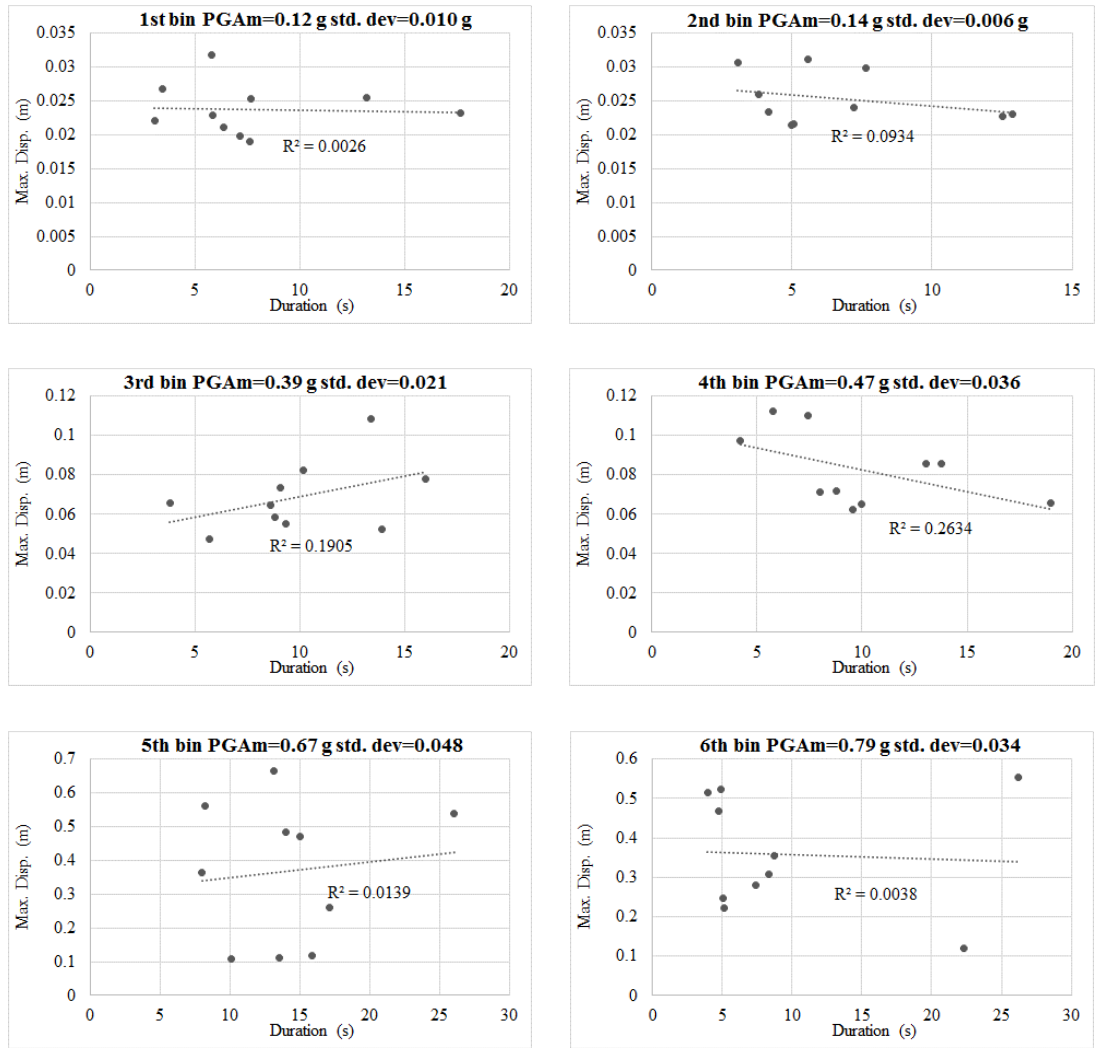 1st bin PGAm=0.12 g std. dev=0.010 g
Max. Disp. (m)
0.035
0.03
0.025
0.02
0.015
0.01
0.005
0
R² = 0.0026
0 5 10 15 20
Duration (s)
2nd bin PGAm=0.14 g std. dev=0.006 g
Max. Disp. (m)
0.035
0.03
0.025
0.02
0.015
0.01
0.005
0
R² = 0.0934
0 5 10 15
Duration (s)
3rd bin PGAm=0.39 g std. dev=0.021
Max. Disp. (m)
0.12
0.1
0.08
0.06
0.04
0.02
0
R² = 0.1905
0 5 10 15 20
Duration (s)
4th bin PGAm=0.47 g std. dev=0.036
Max. Disp. (m)
0.12
0.1
0.08
0.06
0.04
0.02
0
R² = 0.2634
0 5 10 15 20
Duration (s)
5th bin PGAm=0.67 g std. dev=0.048
Max. Disp. (m)
0.7
0.6
0.5
0.4
0.3
0.2
0.1
0
R² = 0.0139
0 5 10 15 20 25 30
Duration (s)
6th bin PGAm=0.79 g std. dev=0.034
Max. Disp. (m)
0.6
0.5
0.4
0.3
0.2
0.1
0
R² = 0.0038
0 5 10 15 20 25 30
Duration (s)